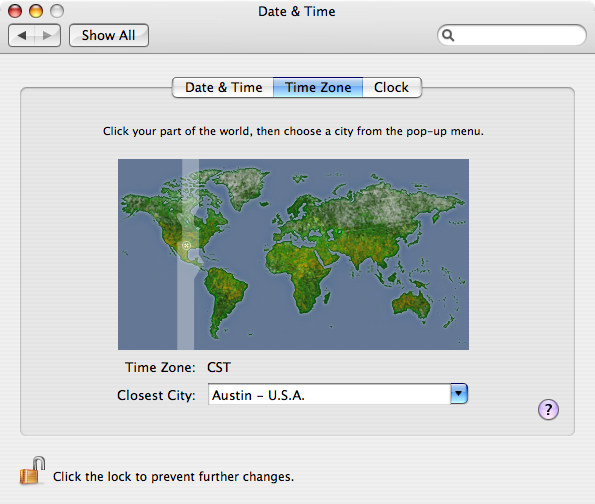 Date & Time
Show All
Date & Time Time Zone Clock
Click your part of the world, then choose a city from the pop-up menu.
Time Zone: CST
Closest City: Austin – U.S.A.
?
Click the lock to prevent further changes.